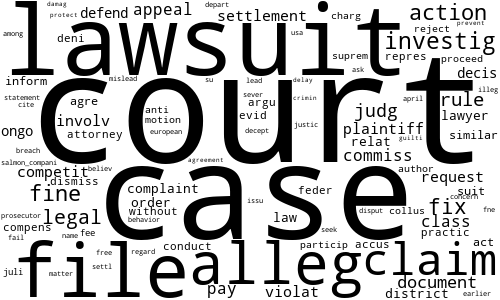 damag
depart
among
protect
defend
appeal
settlement
charg
action
prevent
lawsuit
deni
usa
reject
investig
suprem
repres
proceed
inform
mislead
su
lead
delay
ask
decis
statement
cite
agre
sever
crimin
april
illeg
court
anti
argu
judg
rule
ongo
involv
motion
evid
lawyer
attorney
european
decept
justic
plaintiff
guilti
similar
breach
relat
salmon_compani
agreement
commiss
believ
competit
dismiss
case
author
request
fine
complaint
issu
feder
concern
suit
prosecutor
legal
order
without
law
disput
collus
fix
fne
compens
behavior
seek
class
fail
name
fee
practic
file
free
regard
conduct
alleg
particip
accus
claim
act
juli
matter
settl
pay
violat
document
district
earlier